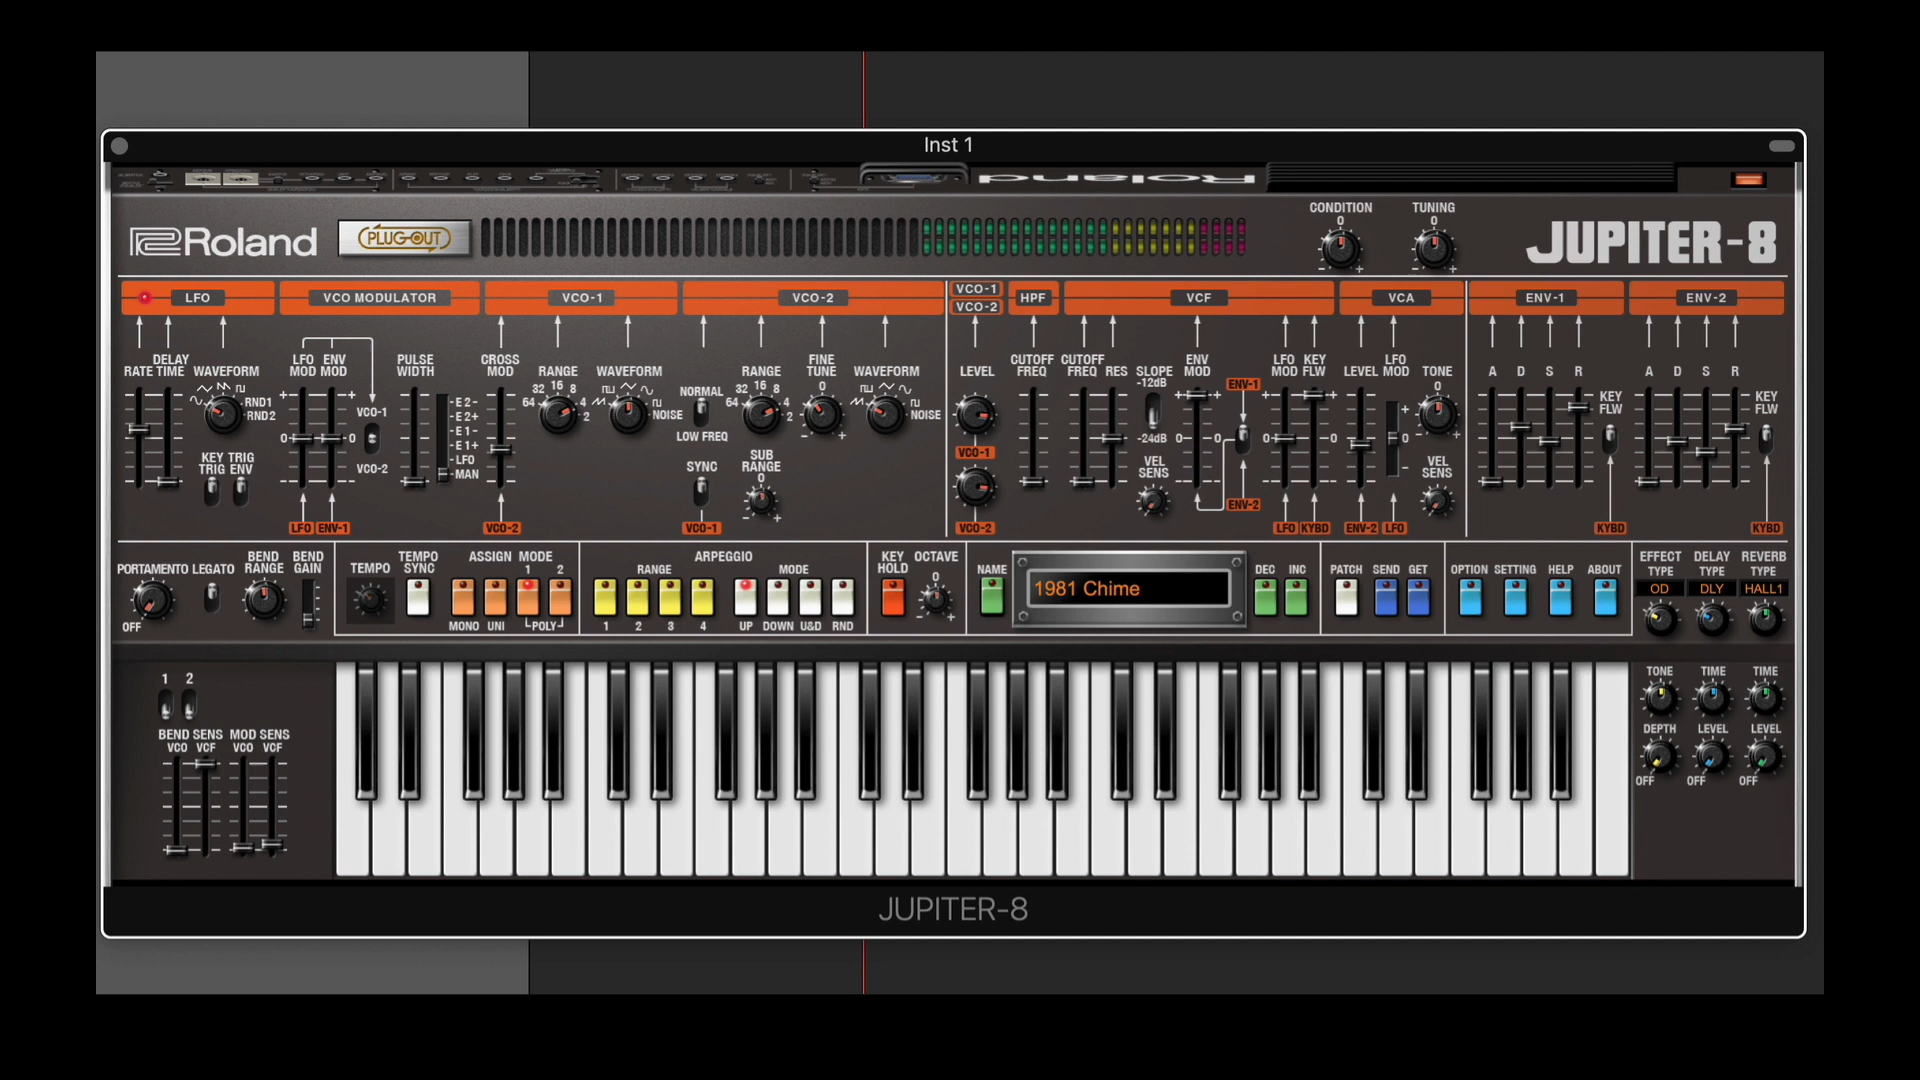 Inst 1
Roland
Roland
PLUG-OUT
CONDITION
0
- +
TUNING
0
- +
JUPITER-8
LFO
VCO MODULATOR
VCO-1
VCO-2
VCO-1
VCO-2
HPF
VCF
VCA
ENV-1
ENV-2
RATE
DELAY TIME
WAVEFORM
RND1
RND2
KEY TRIG
TRIG ENV
LFO MOD
ENV MOD
+ +
0 0
VCO-1
VCO-2
LFO
ENV-1
PULSE WIDTH
E2-
E2+
E1-
E1+
LFO
MAN
CROSS MOD
VCO-2
RANGE
64 32 16 8 4 2
WAVEFORM
NOISE
NORMAL
LOW FREQ
SYNC
VCO-1
RANGE
64 32 16 8 4 2
SUB RANGE
0
- +
FINE TUNE
0
- +
WAVEFORM
NOISE
LEVEL
VCO-1
VCO-2
CUTOFF FREQ
CUTOFF FREQ
RES
SLOPE
-12dB
-24dB
VEL SENS
ENV MOD
+
0 0
ENV-1
ENV-2
LFO MOD
KEY FLW
+ +
0 0
LFO
KYBD
LEVEL
LFO MOD
+
0
-
ENV-2
LFO
TONE
0
- +
VEL SENS
A D S R
KEY FLW
KYBD
A D S R
KEY FLW
KYBD
PORTAMENTO
OFF
LEGATO
BEND RANGE
BEND GAIN
TEMPO
TEMPO SYNC
ASSIGN MODE
1 2
MONO UNI POLY
ARPEGGIO
RANGE
1 2 3 4
MODE
UP DOWN U&D RND
KEY HOLD
OCTAVE
0
- +
NAME
1981 Chime
DEC INC
PATCH SEND GET
OPTION SETTING HELP ABOUT
EFFECT TYPE
OD
DELAY TYPE
DLY
REVERB TYPE
HALL1
TONE TIME TIME
DEPTH LEVEL LEVEL
OFF OFF OFF
1 2
BEND SENS MOD SENS
VCO VCF VCO VCF
JUPITER-8